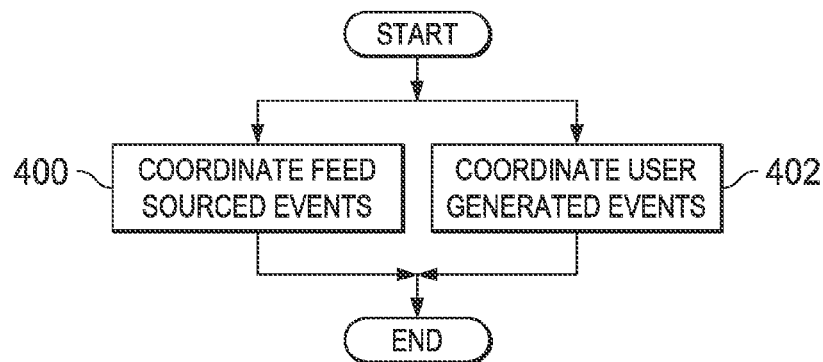 START
400
COORDINATE FEED
SOURCED EVENTS
COORDINATE USER
GENERATED EVENTS
402
END